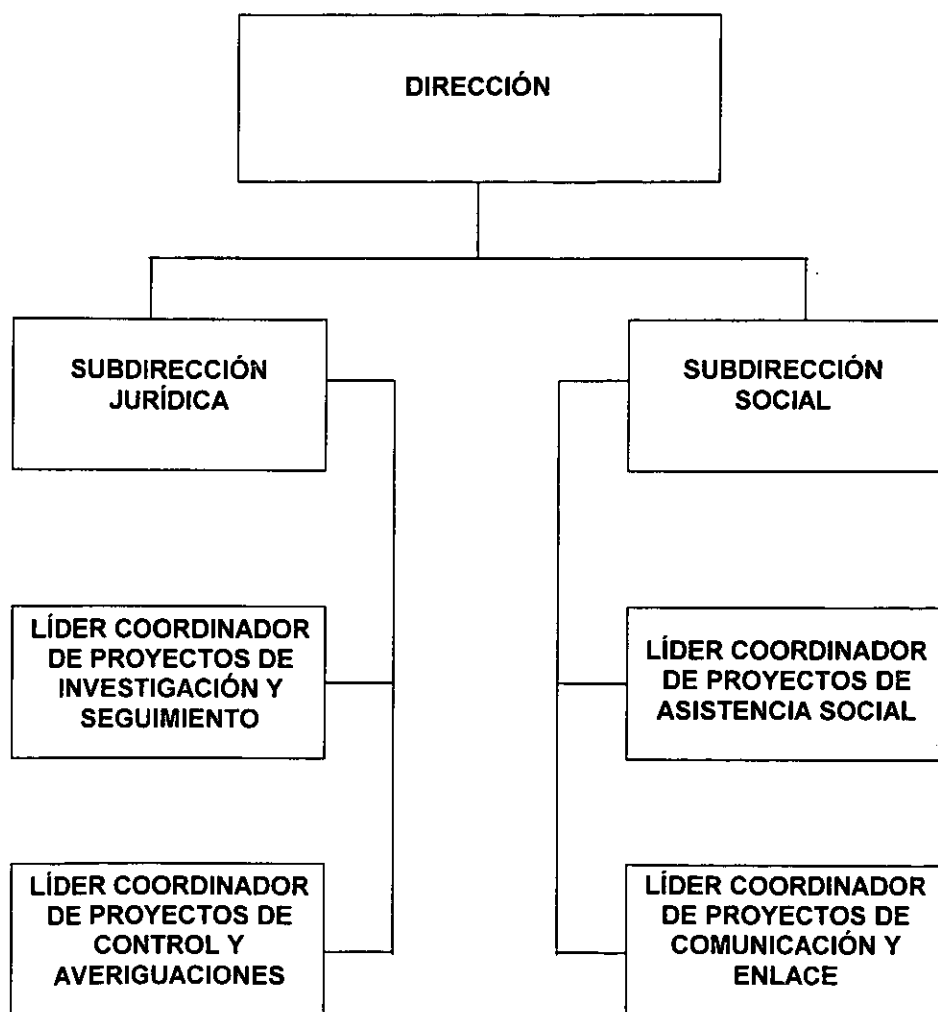 DIRECCIÓN
SUBDIRECCIÓN
JURÍDICA
SUBDIRECCIÓN
SOCIAL
LÍDER COORDINADOR
DE PROYECTOS DE
INVESTIGACIÓN Y
SEGUIMIENTO
LÍDER COORDINADOR
DE PROYECTOS DE
ASISTENCIA SOCIAL
LÍDER COORDINADOR
DE PROYECTOS DE
CONTROL Y
AVERIGUACIONES
LÍDER COORDINADOR
DE PROYECTOS DE
COMUNICACIÓN Y
ENLACE